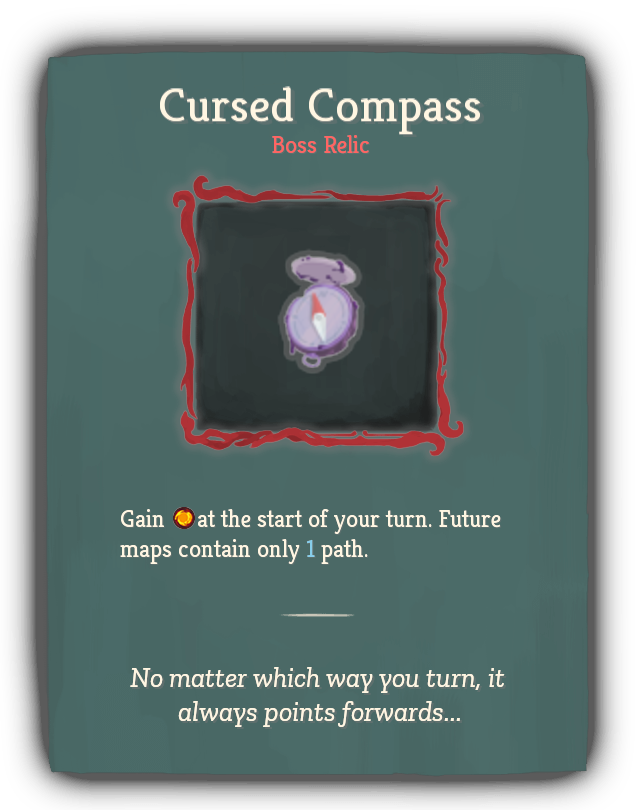 Cursed Compass
Boss Relic
Gain at the start of your turn. Future
maps contain only 1 path.
No matter which way you turn, it
always points forwards...